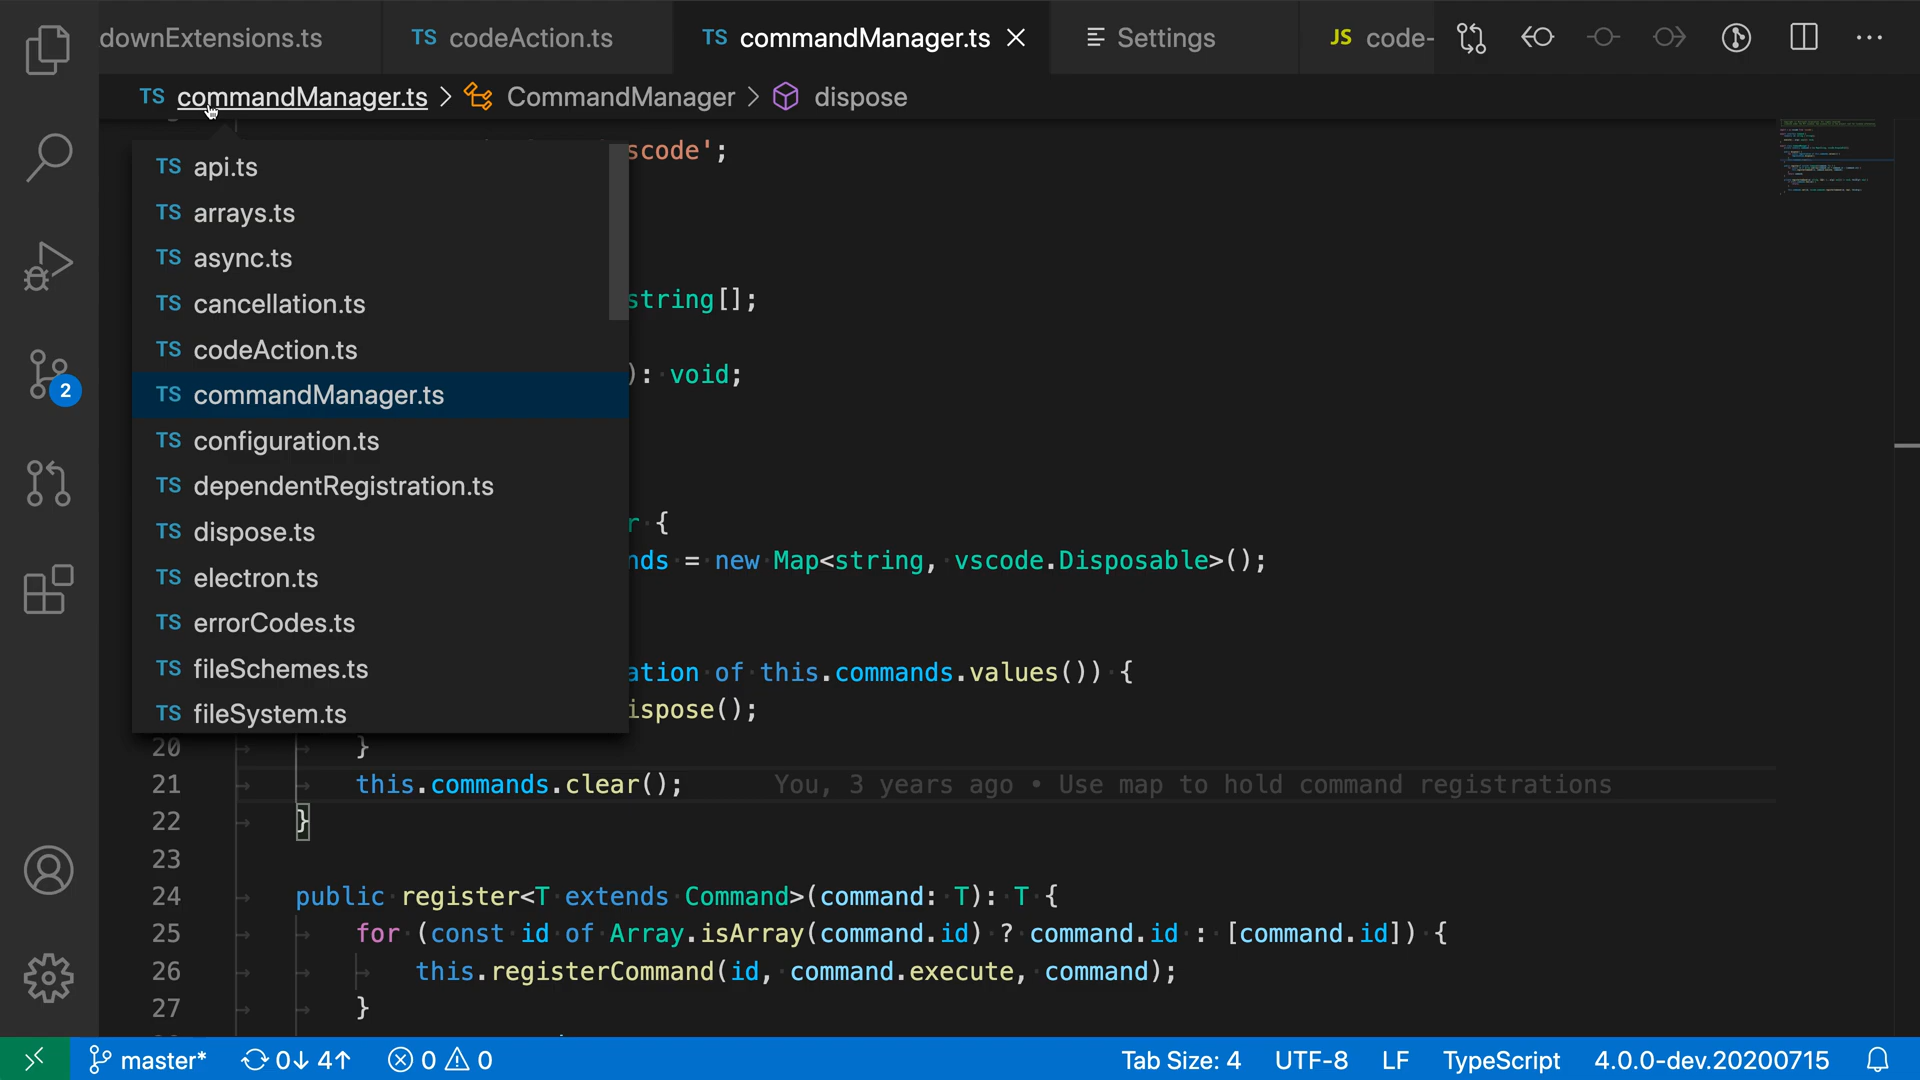 downExtensions.ts
TS codeAction.ts
TS commandManager.ts
Settings
JS code-
TS commandManager.ts > CommandManager > dispose
TS api.ts
TS arrays.ts
TS async.ts
TS cancellation.ts
TS codeAction.ts
TS commandManager.ts
TS configuration.ts
TS dependentRegistration.ts
TS dispose.ts
TS electron.ts
TS errorCodes.ts
TS fileSchemes.ts
TS fileSystem.ts
scode';
string[];
): void;
r {
nds = new Map<string, vscode.Disposable>();
ation of this.commands.values()) {
ispose();
20 }
21 this.commands.clear(); You, 3 years ago • Use map to hold command registrations
22 }
23
24 public register<T extends Command>(command: T): T {
25 for (const id of Array.isArray(command.id) ? command.id : [command.id]) {
26 this.registerCommand(id, command.execute, command);
27 }
2
master* 0↓ 4↑ 0 0 Tab Size: 4 UTF-8 LF TypeScript 4.0.0-dev.20200715